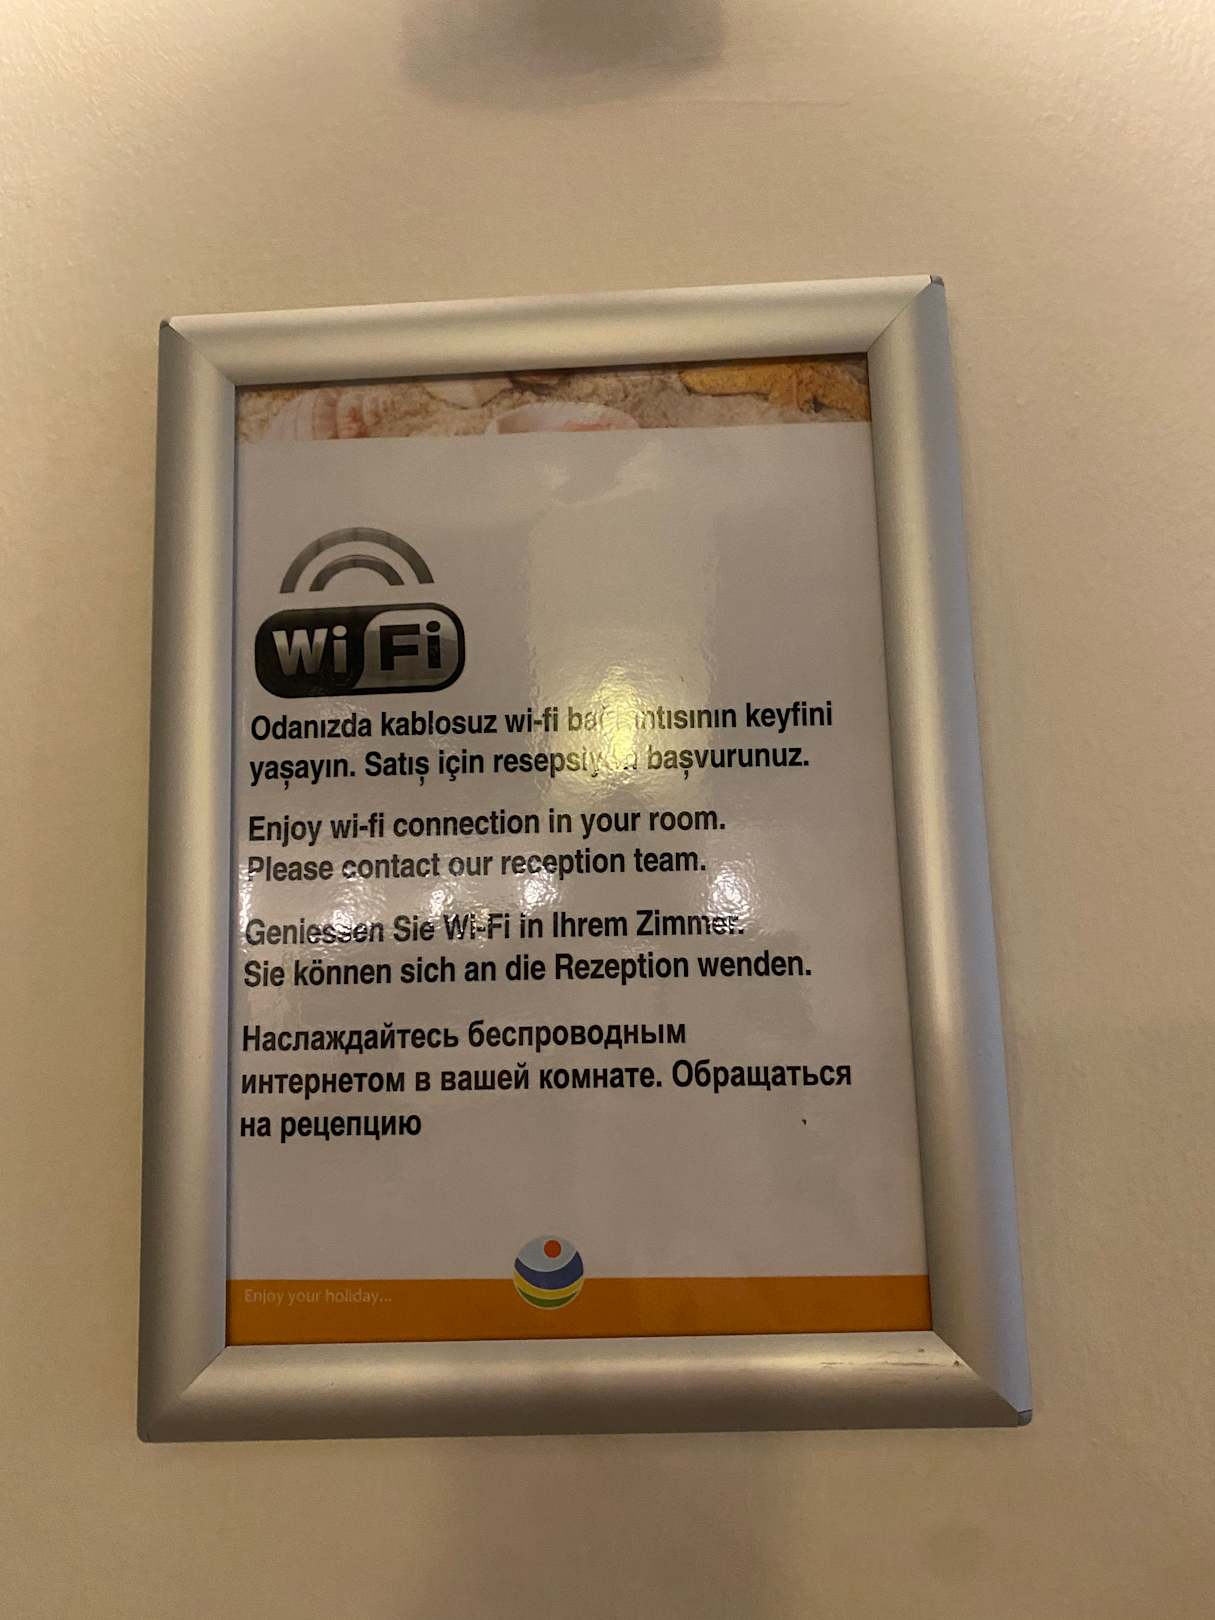 Wi Fi
Odanızda kablosuz wi-fi bağlantısının keyfini
yaşayın. Satış için resepsiyona başvurunuz.
Enjoy wi-fi connection in your room.
Please contact our reception team.
Geniessen Sie Wi-Fi in Ihrem Zimmer.
Sie können sich an die Rezeption wenden.
Наслаждайтесь беспроводным
интернетом в вашей комнате. Обращаться
на рецепцию
Enjoy your holiday...